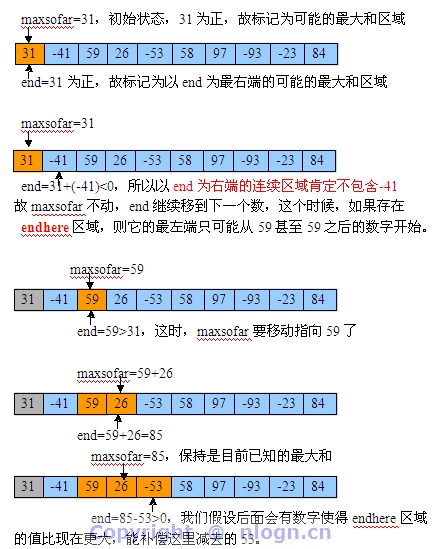 maxsofar=31，初始状态，31 为正，故标记为可能的最大和区域
31 -41 59 26 -53 58 97 -93 -23 84
end=31 为正，故标记为以 end 为最右端的可能的最大和区域
maxsofar=31
31 -41 59 26 -53 58 97 -93 -23 84
end=31+(-41)<0，所以以 end 为右端的连续区域肯定不包含-41
故 maxsofar 不动，end 继续移到下一个数，这个时候，如果存在
endhere 区域，则它的最左端只可能从 59 甚至 59 之后的数字开始。
maxsofar=59
31 -41 59 26 -53 58 97 -93 -23 84
end=59>31，这时，maxsofar 要移动指向 59 了
maxsofar=59+26
31 -41 59 26 -53 58 97 -93 -23 84
end=59+26=85
maxsofar=85，保持是目前已知的最大和
31 -41 59 26 -53 58 97 -93 -23 84
end=85-53>0，我们假设后面会有数字使得 endhere 区域
的值比现在更大，能补偿这里减去的 53。
Copyright @ nlogn.cn